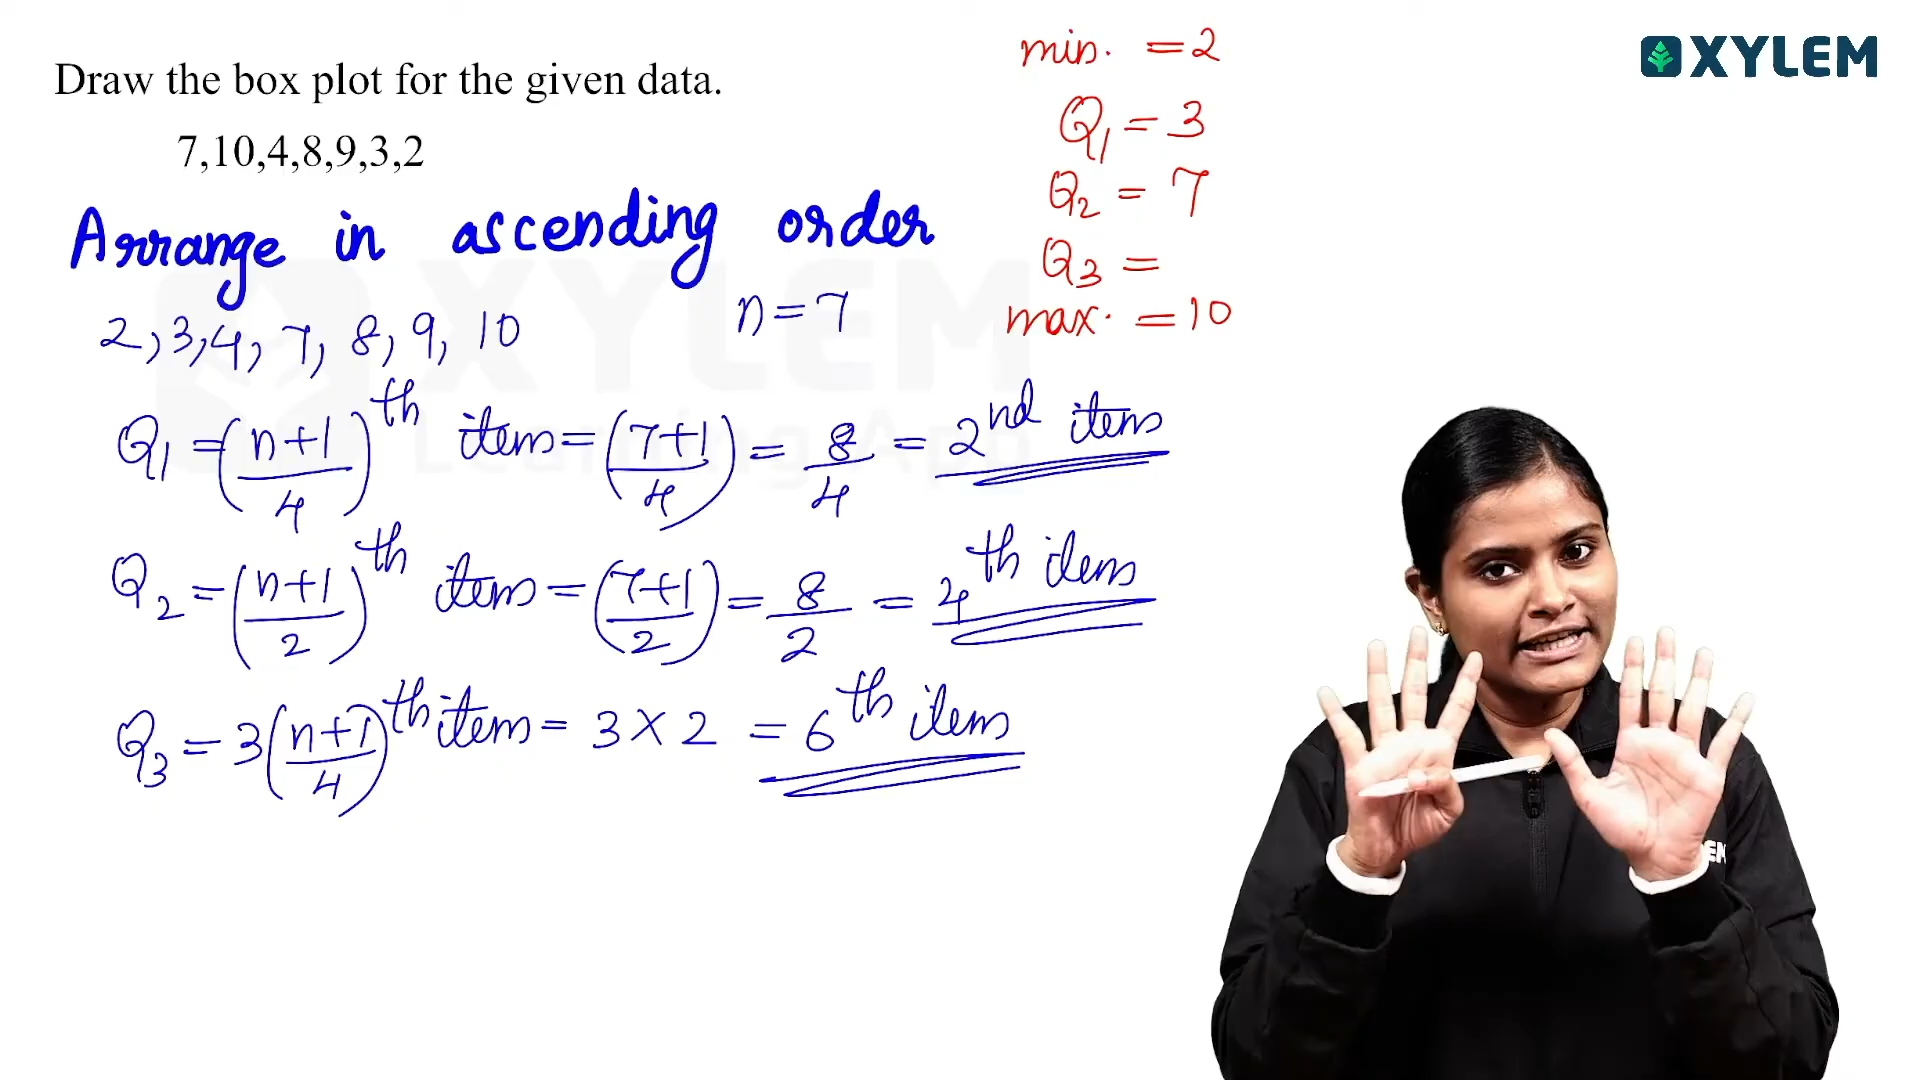 Draw the box plot for the given data.
7,10,4,8,9,3,2
Arrange in ascending order
2, 3, 4, 7, 8, 9, 10
n = 7
Q1 = (n+1/4)th item = (7+1/4) = 8/4 = 2nd item
Q2 = (n+1/2)th item = (7+1/2) = 8/2 = 4th item
Q3 = 3(n+1/4)th item = 3 × 2 = 6th item
min. = 2
Q1 = 3
Q2 = 7
Q3 =
max. = 10
XYLEM
XYLEM
Learning App